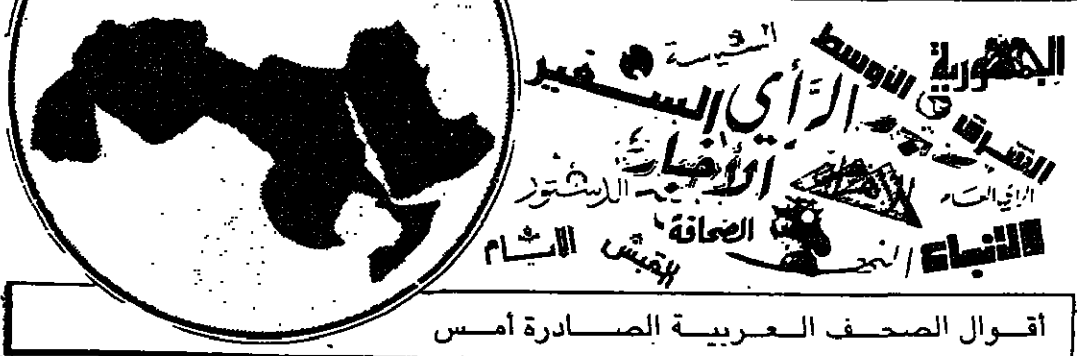 السياسة
الجمهورية
السفير
الشرق الأوسط
الرأي
الأخبار
الرأي العام
الدستور
الصحافة
الأيام
القبس
النهار
الأنباء
أقوال الصحف العربية الصادرة أمس